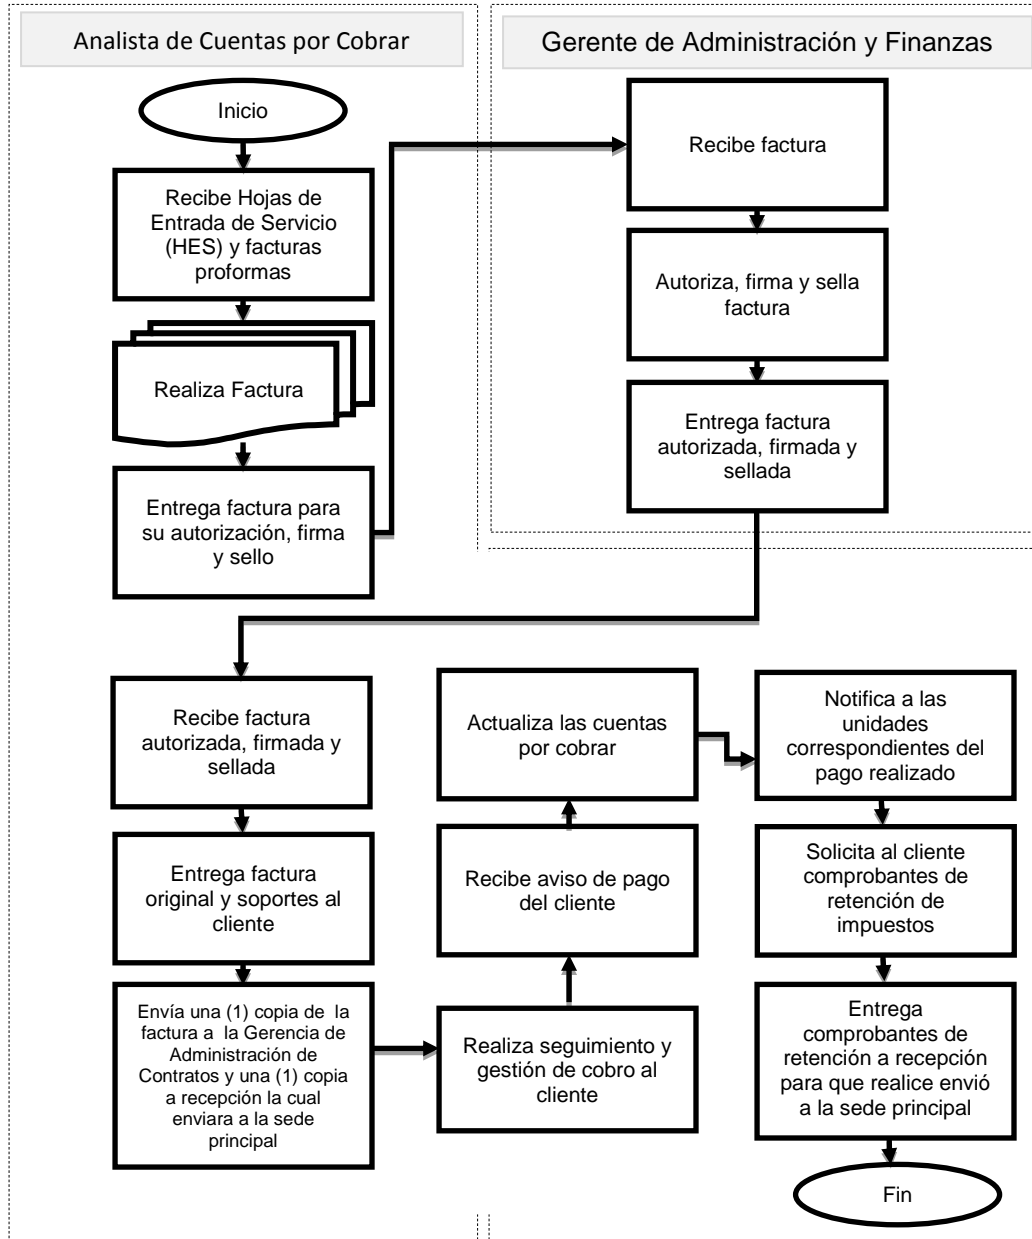 Analista de Cuentas por Cobrar
Gerente de Administración y Finanzas
Inicio
Recibe Hojas de
Entrada de Servicio
(HES) y facturas
proformas
Realiza Factura
Entrega factura para
su autorización, firma
y sello
Recibe factura
Autoriza, firma y sella
factura
Entrega factura
autorizada, firmada y
sellada
Recibe factura
autorizada, firmada y
sellada
Entrega factura
original y soportes al
cliente
Envía una (1) copia de la
factura a la Gerencia de
Administración de
Contratos y una (1) copia
a recepción la cual
enviara a la sede
principal
Realiza seguimiento y
gestión de cobro al
cliente
Recibe aviso de pago
del cliente
Actualiza las cuentas
por cobrar
Notifica a las
unidades
correspondientes del
pago realizado
Solicita al cliente
comprobantes de
retención de
impuestos
Entrega
comprobantes de
retención a recepción
para que realice envió
a la sede principal
Fin